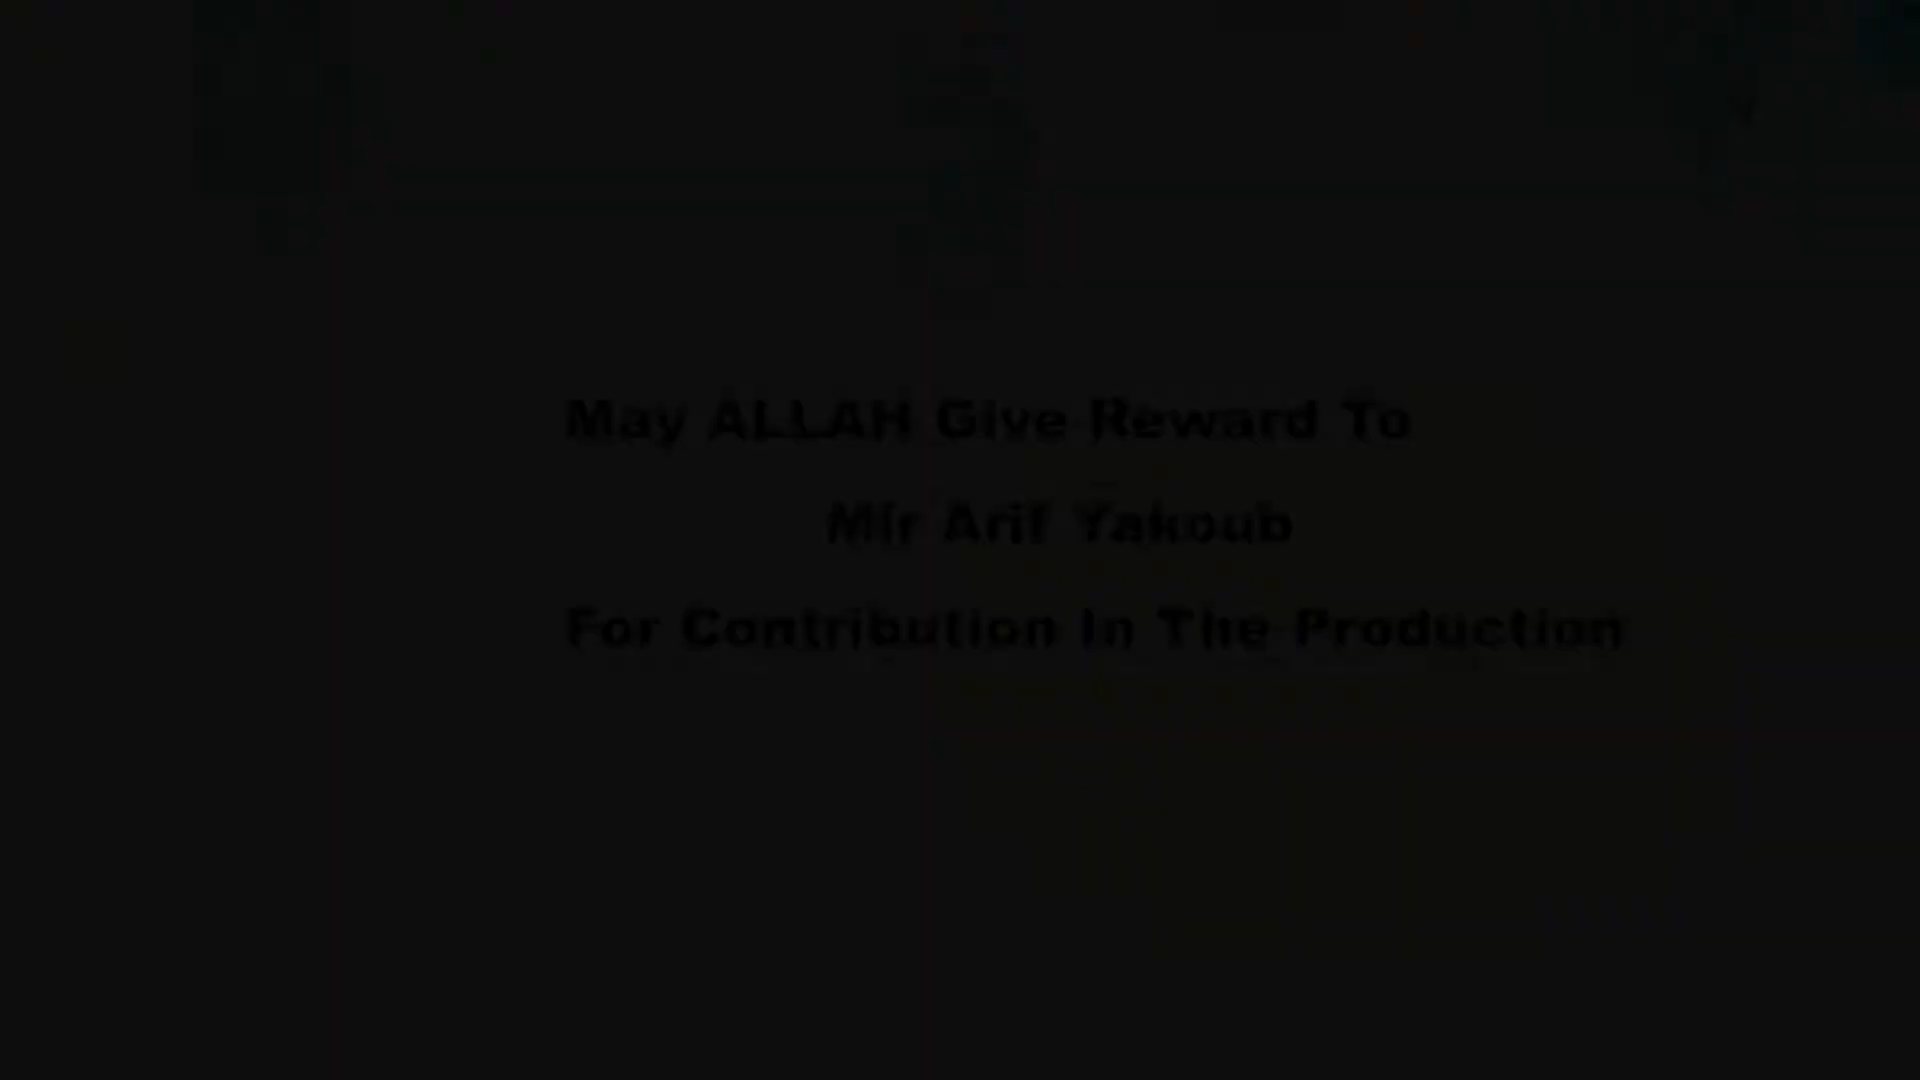 May ALLAH Give Reward To
Mir Arif Yakoub
For Contribution In The Production